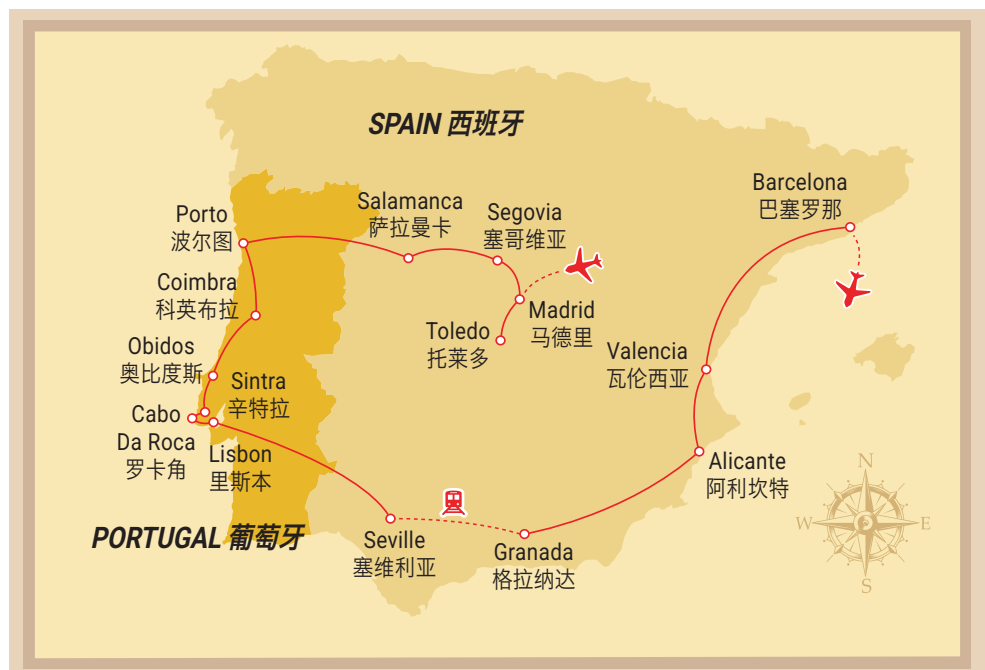 SPAIN 西班牙
Barcelona
巴塞罗那
Salamanca
萨拉曼卡
Segovia
塞哥维亚
Porto
波尔图
Coimbra
科英布拉
Madrid
马德里
Toledo
托莱多
Obidos
奥比度斯
Valencia
瓦伦西亚
Sintra
辛特拉
Cabo
Da Roca
罗卡角
Lisbon
里斯本
Alicante
阿利坎特
PORTUGAL 葡萄牙
Seville
塞维利亚
Granada
格拉纳达
N
W
E
S